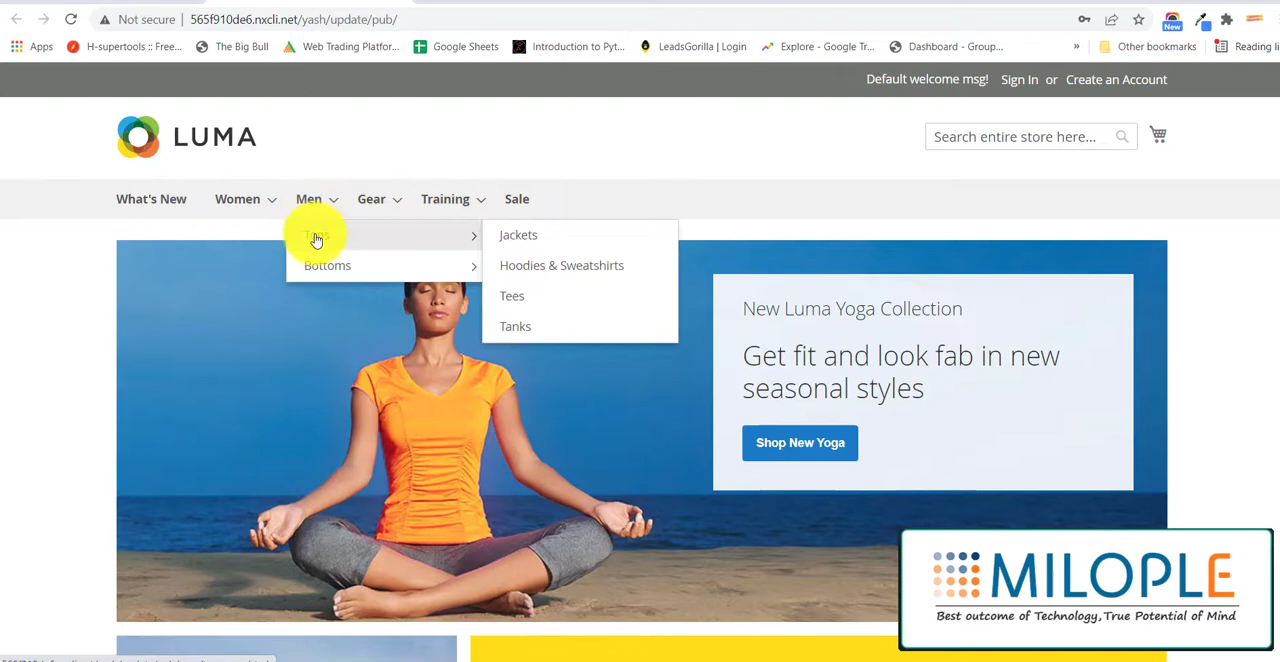 Not secure | 565f910de6.nxcli.net/yash/update/pub/
New
Apps H-supertools :: Free... The Big Bull Web Trading Platfor... Google Sheets Introduction to Pyt... LeadsGorilla | Login Explore - Google Tr... Dashboard - Group... » Other bookmarks Reading li
Default welcome msg! Sign In or Create an Account
LUMA
Search entire store here...
What's New Women Men Gear Training Sale
Tops
Jackets
Bottoms
Hoodies & Sweatshirts
Tees
Tanks
New Luma Yoga Collection
Get fit and look fab in new
seasonal styles
Shop New Yoga
MILOPLE
Best outcome of Technology,True Potential of Mind